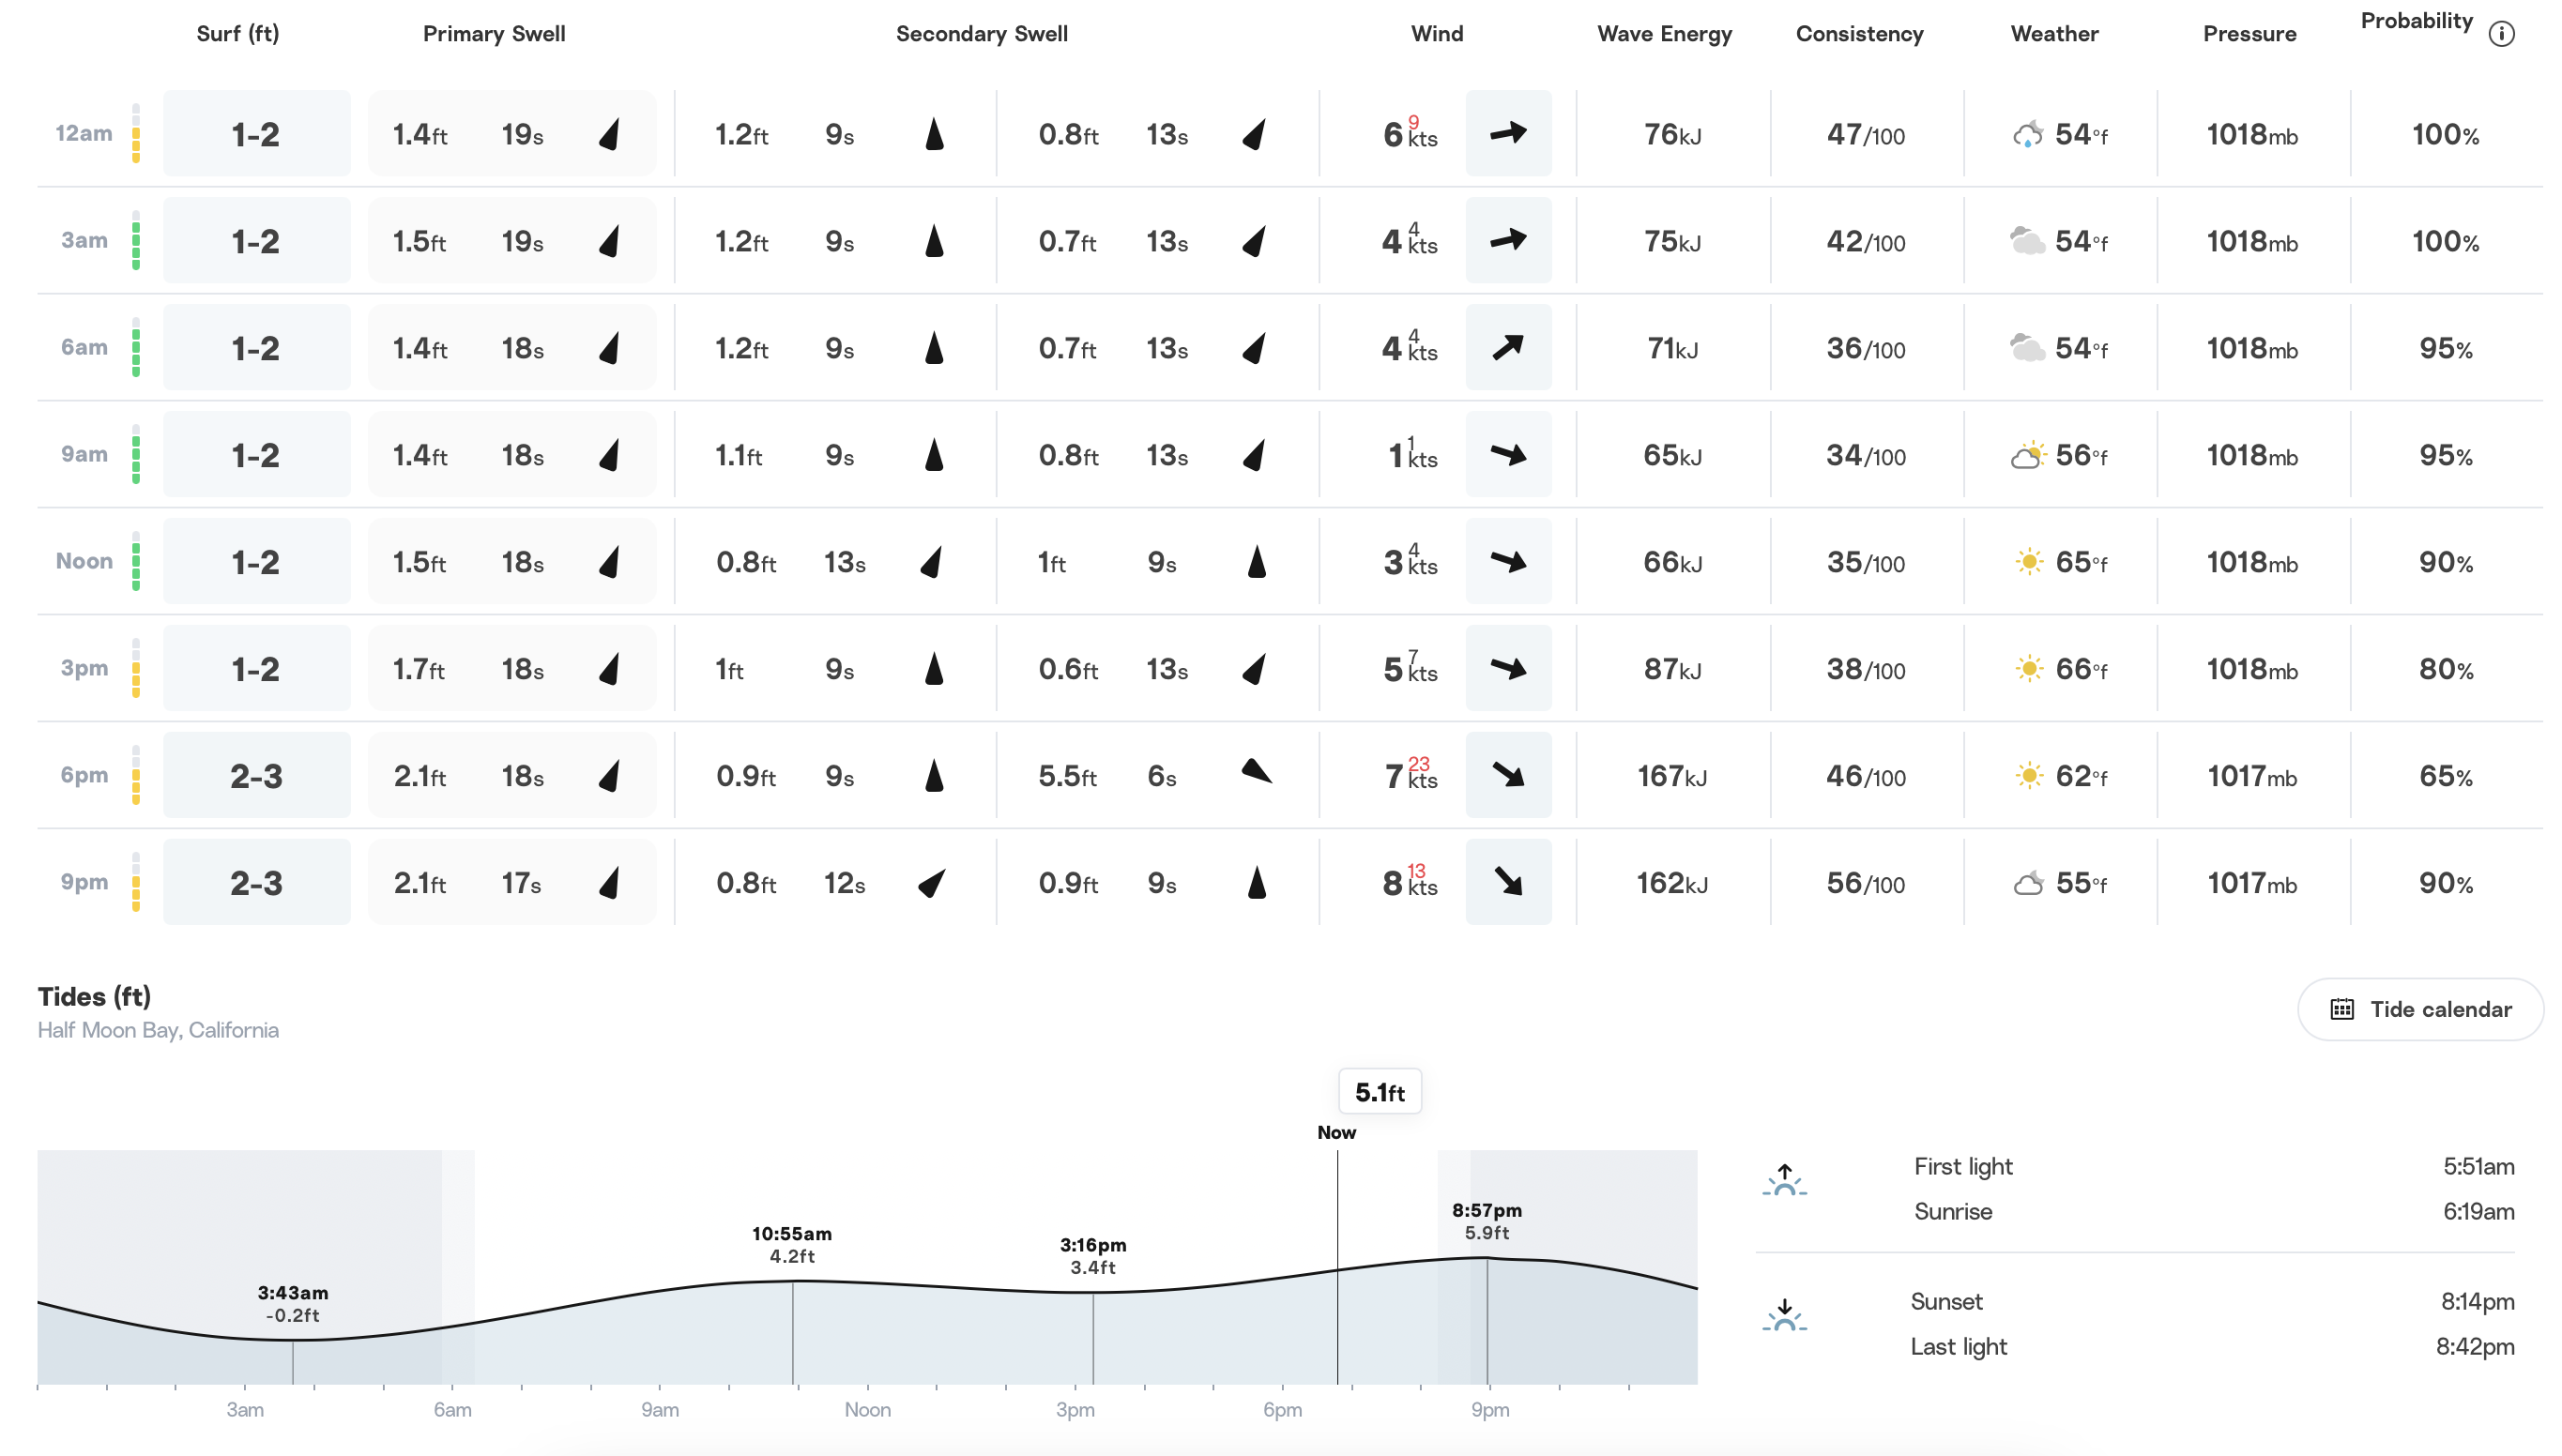 Surf (ft) Primary Swell Secondary Swell Wind Wave Energy Consistency Weather Pressure Probability
12am 1-2 1.4ft 19s 1.2ft 9s 0.8ft 13s 6 9 kts 76kJ 47/100 54°f 1018mb 100%
3am 1-2 1.5ft 19s 1.2ft 9s 0.7ft 13s 4 4 kts 75kJ 42/100 54°f 1018mb 100%
6am 1-2 1.4ft 18s 1.2ft 9s 0.7ft 13s 4 4 kts 71kJ 36/100 54°f 1018mb 95%
9am 1-2 1.4ft 18s 1.1ft 9s 0.8ft 13s 1 1 kts 65kJ 34/100 56°f 1018mb 95%
Noon 1-2 1.5ft 18s 0.8ft 13s 1ft 9s 3 4 kts 66kJ 35/100 65°f 1018mb 90%
3pm 1-2 1.7ft 18s 1ft 9s 0.6ft 13s 5 7 kts 87kJ 38/100 66°f 1018mb 80%
6pm 2-3 2.1ft 18s 0.9ft 9s 5.5ft 6s 7 23 kts 167kJ 46/100 62°f 1017mb 65%
9pm 2-3 2.1ft 17s 0.8ft 12s 0.9ft 9s 8 13 kts 162kJ 56/100 55°f 1017mb 90%
Tides (ft)
Half Moon Bay, California
Tide calendar
5.1ft
Now
3:43am
-0.2ft
10:55am
4.2ft
3:16pm
3.4ft
8:57pm
5.9ft
3am 6am 9am Noon 3pm 6pm 9pm
First light 5:51am
Sunrise 6:19am
Sunset 8:14pm
Last light 8:42pm